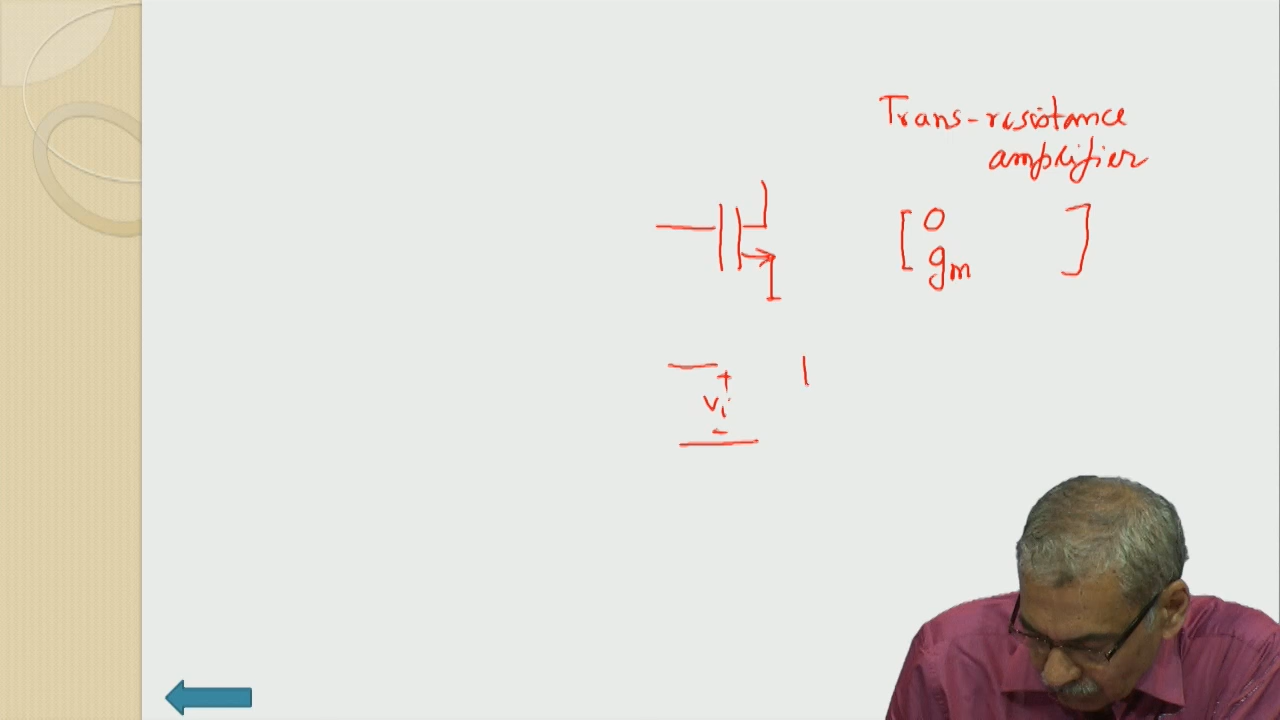 Trans-resistance
amplifier
[ 0
gm ]
+
vi
-